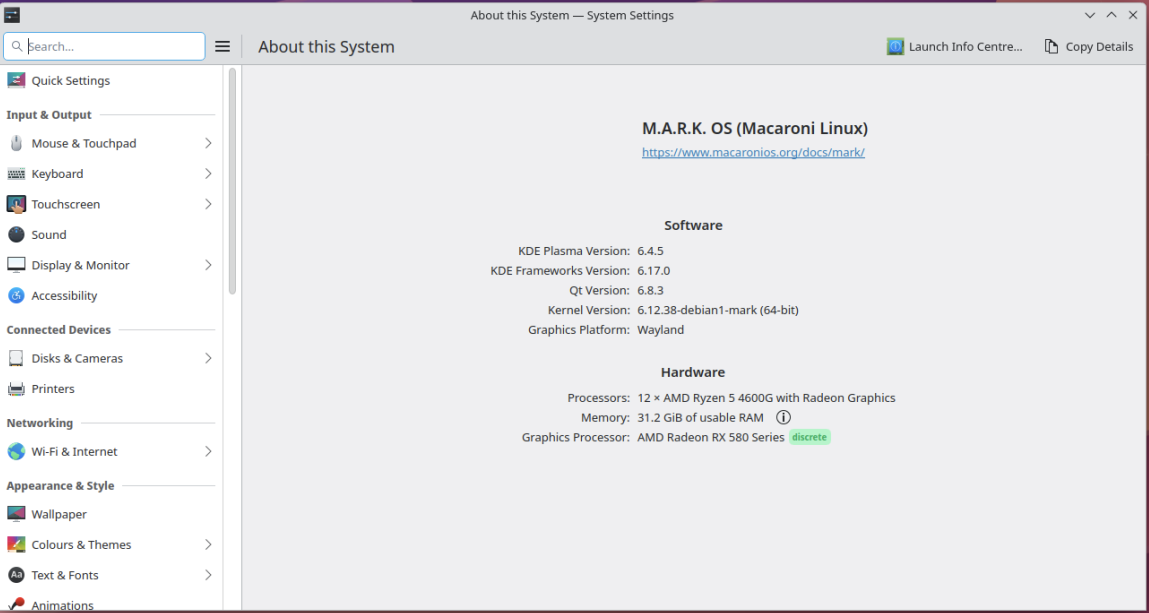 About this System — System Settings
Search...
About this System
Launch Info Centre...
Copy Details
Quick Settings
Input & Output
Mouse & Touchpad
Keyboard
Touchscreen
Sound
Display & Monitor
Accessibility
Connected Devices
Disks & Cameras
Printers
Networking
Wi-Fi & Internet
Appearance & Style
Wallpaper
Colours & Themes
Aa Text & Fonts
Animations
M.A.R.K. OS (Macaroni Linux)
https://www.macaronios.org/docs/mark/
Software
KDE Plasma Version: 6.4.5
KDE Frameworks Version: 6.17.0
Qt Version: 6.8.3
Kernel Version: 6.12.38-debian1-mark (64-bit)
Graphics Platform: Wayland
Hardware
Processors: 12 × AMD Ryzen 5 4600G with Radeon Graphics
Memory: 31.2 GiB of usable RAM
Graphics Processor: AMD Radeon RX 580 Series discrete